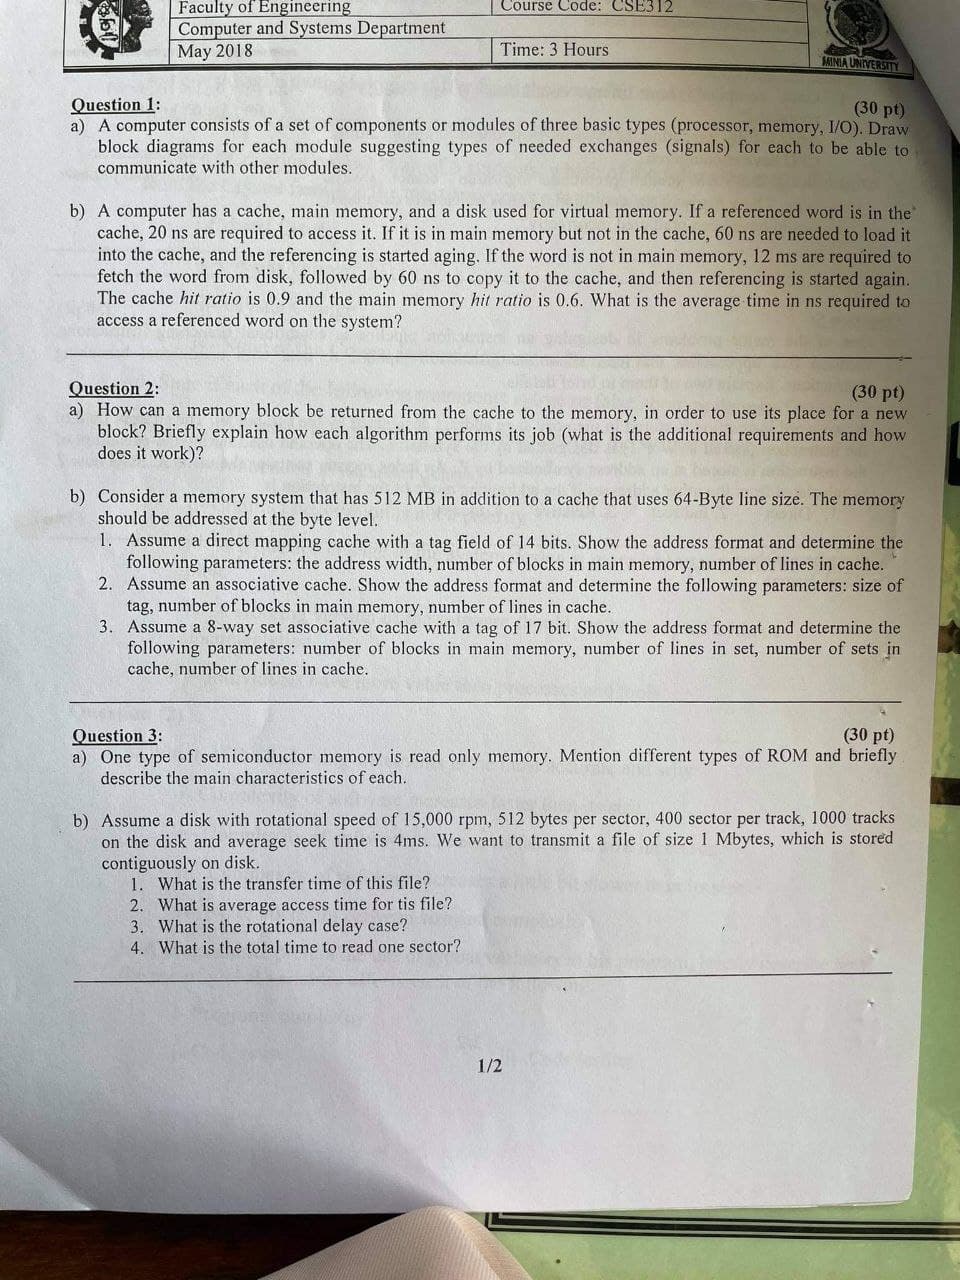 Faculty of Engineering
Course Code: CSE312
Computer and Systems Department
May 2018
Time: 3 Hours
MINIA UNIVERSITY
Question 1:
(30 pt)
a) A computer consists of a set of components or modules of three basic types (processor, memory, I/O). Draw
block diagrams for each module suggesting types of needed exchanges (signals) for each to be able to
communicate with other modules.
b) A computer has a cache, main memory, and a disk used for virtual memory. If a referenced word is in the
cache, 20 ns are required to access it. If it is in main memory but not in the cache, 60 ns are needed to load it
into the cache, and the referencing is started aging. If the word is not in main memory, 12 ms are required to
fetch the word from disk, followed by 60 ns to copy it to the cache, and then referencing is started again.
The cache hit ratio is 0.9 and the main memory hit ratio is 0.6. What is the average time in ns required to
access a referenced word on the system?
Question 2:
(30 pt)
a) How can a memory block be returned from the cache to the memory, in order to use its place for a new
block? Briefly explain how each algorithm performs its job (what is the additional requirements and how
does it work)?
b) Consider a memory system that has 512 MB in addition to a cache that uses 64-Byte line size. The memory
should be addressed at the byte level.
1. Assume a direct mapping cache with a tag field of 14 bits. Show the address format and determine the
following parameters: the address width, number of blocks in main memory, number of lines in cache.
2. Assume an associative cache. Show the address format and determine the following parameters: size of
tag, number of blocks in main memory, number of lines in cache.
3. Assume a 8-way set associative cache with a tag of 17 bit. Show the address format and determine the
following parameters: number of blocks in main memory, number of lines in set, number of sets in
cache, number of lines in cache.
Question 3:
(30 pt)
a) One type of semiconductor memory is read only memory. Mention different types of ROM and briefly
describe the main characteristics of each.
b) Assume a disk with rotational speed of 15,000 rpm, 512 bytes per sector, 400 sector per track, 1000 tracks
on the disk and average seek time is 4ms. We want to transmit a file of size 1 Mbytes, which is stored
contiguously on disk.
1. What is the transfer time of this file?
2. What is average access time for tis file?
3. What is the rotational delay case?
4. What is the total time to read one sector?
1/2